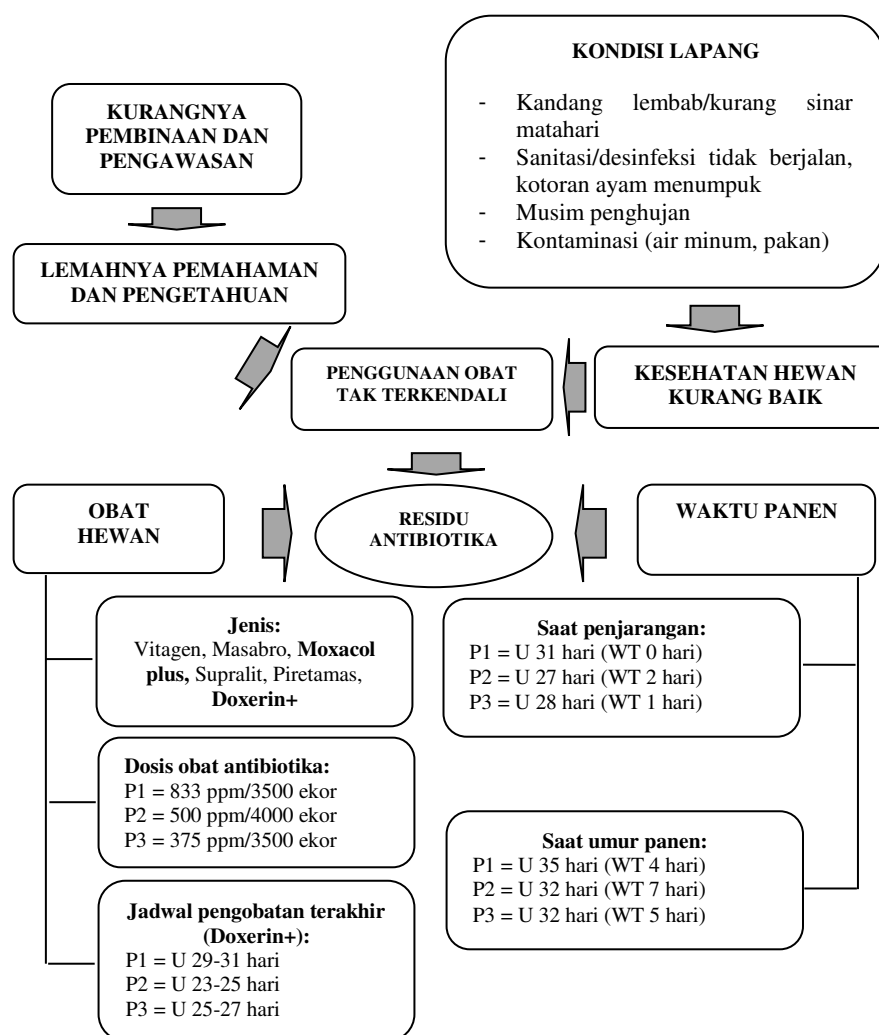 KURANGNYA
PEMBINAAN DAN
PENGAWASAN
KONDISI LAPANG
- Kandang lembab/kurang sinar
matahari
- Sanitasi/desinfeksi tidak berjalan,
kotoran ayam menumpuk
- Musim penghujan
- Kontaminasi (air minum, pakan)
LEMAHNYA PEMAHAMAN
DAN PENGETAHUAN
PENGGUNAAN OBAT
TAK TERKENDALI
KESEHATAN HEWAN
KURANG BAIK
OBAT
HEWAN
RESIDU
ANTIBIOTIKA
WAKTU PANEN
Jenis:
Vitagen, Masabro, Moxacol
plus, Supralit, Piretamas,
Doxerin+
Dosis obat antibiotika:
P1 = 833 ppm/3500 ekor
P2 = 500 ppm/4000 ekor
P3 = 375 ppm/3500 ekor
Jadwal pengobatan terakhir
(Doxerin+):
P1 = U 29-31 hari
P2 = U 23-25 hari
P3 = U 25-27 hari
Saat penjarangan:
P1 = U 31 hari (WT 0 hari)
P2 = U 27 hari (WT 2 hari)
P3 = U 28 hari (WT 1 hari)
Saat umur panen:
P1 = U 35 hari (WT 4 hari)
P2 = U 32 hari (WT 7 hari)
P3 = U 32 hari (WT 5 hari)